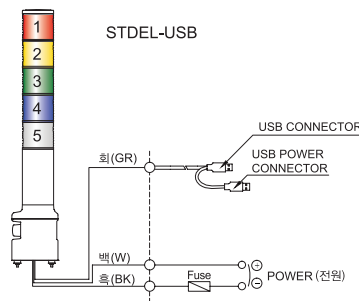 STDEL-USB
1
2
3
4
5
회(GR)
USB CONNECTOR
USB POWER
CONNECTOR
백(W)
흑(BK)
Fuse
+
−
POWER (전원)